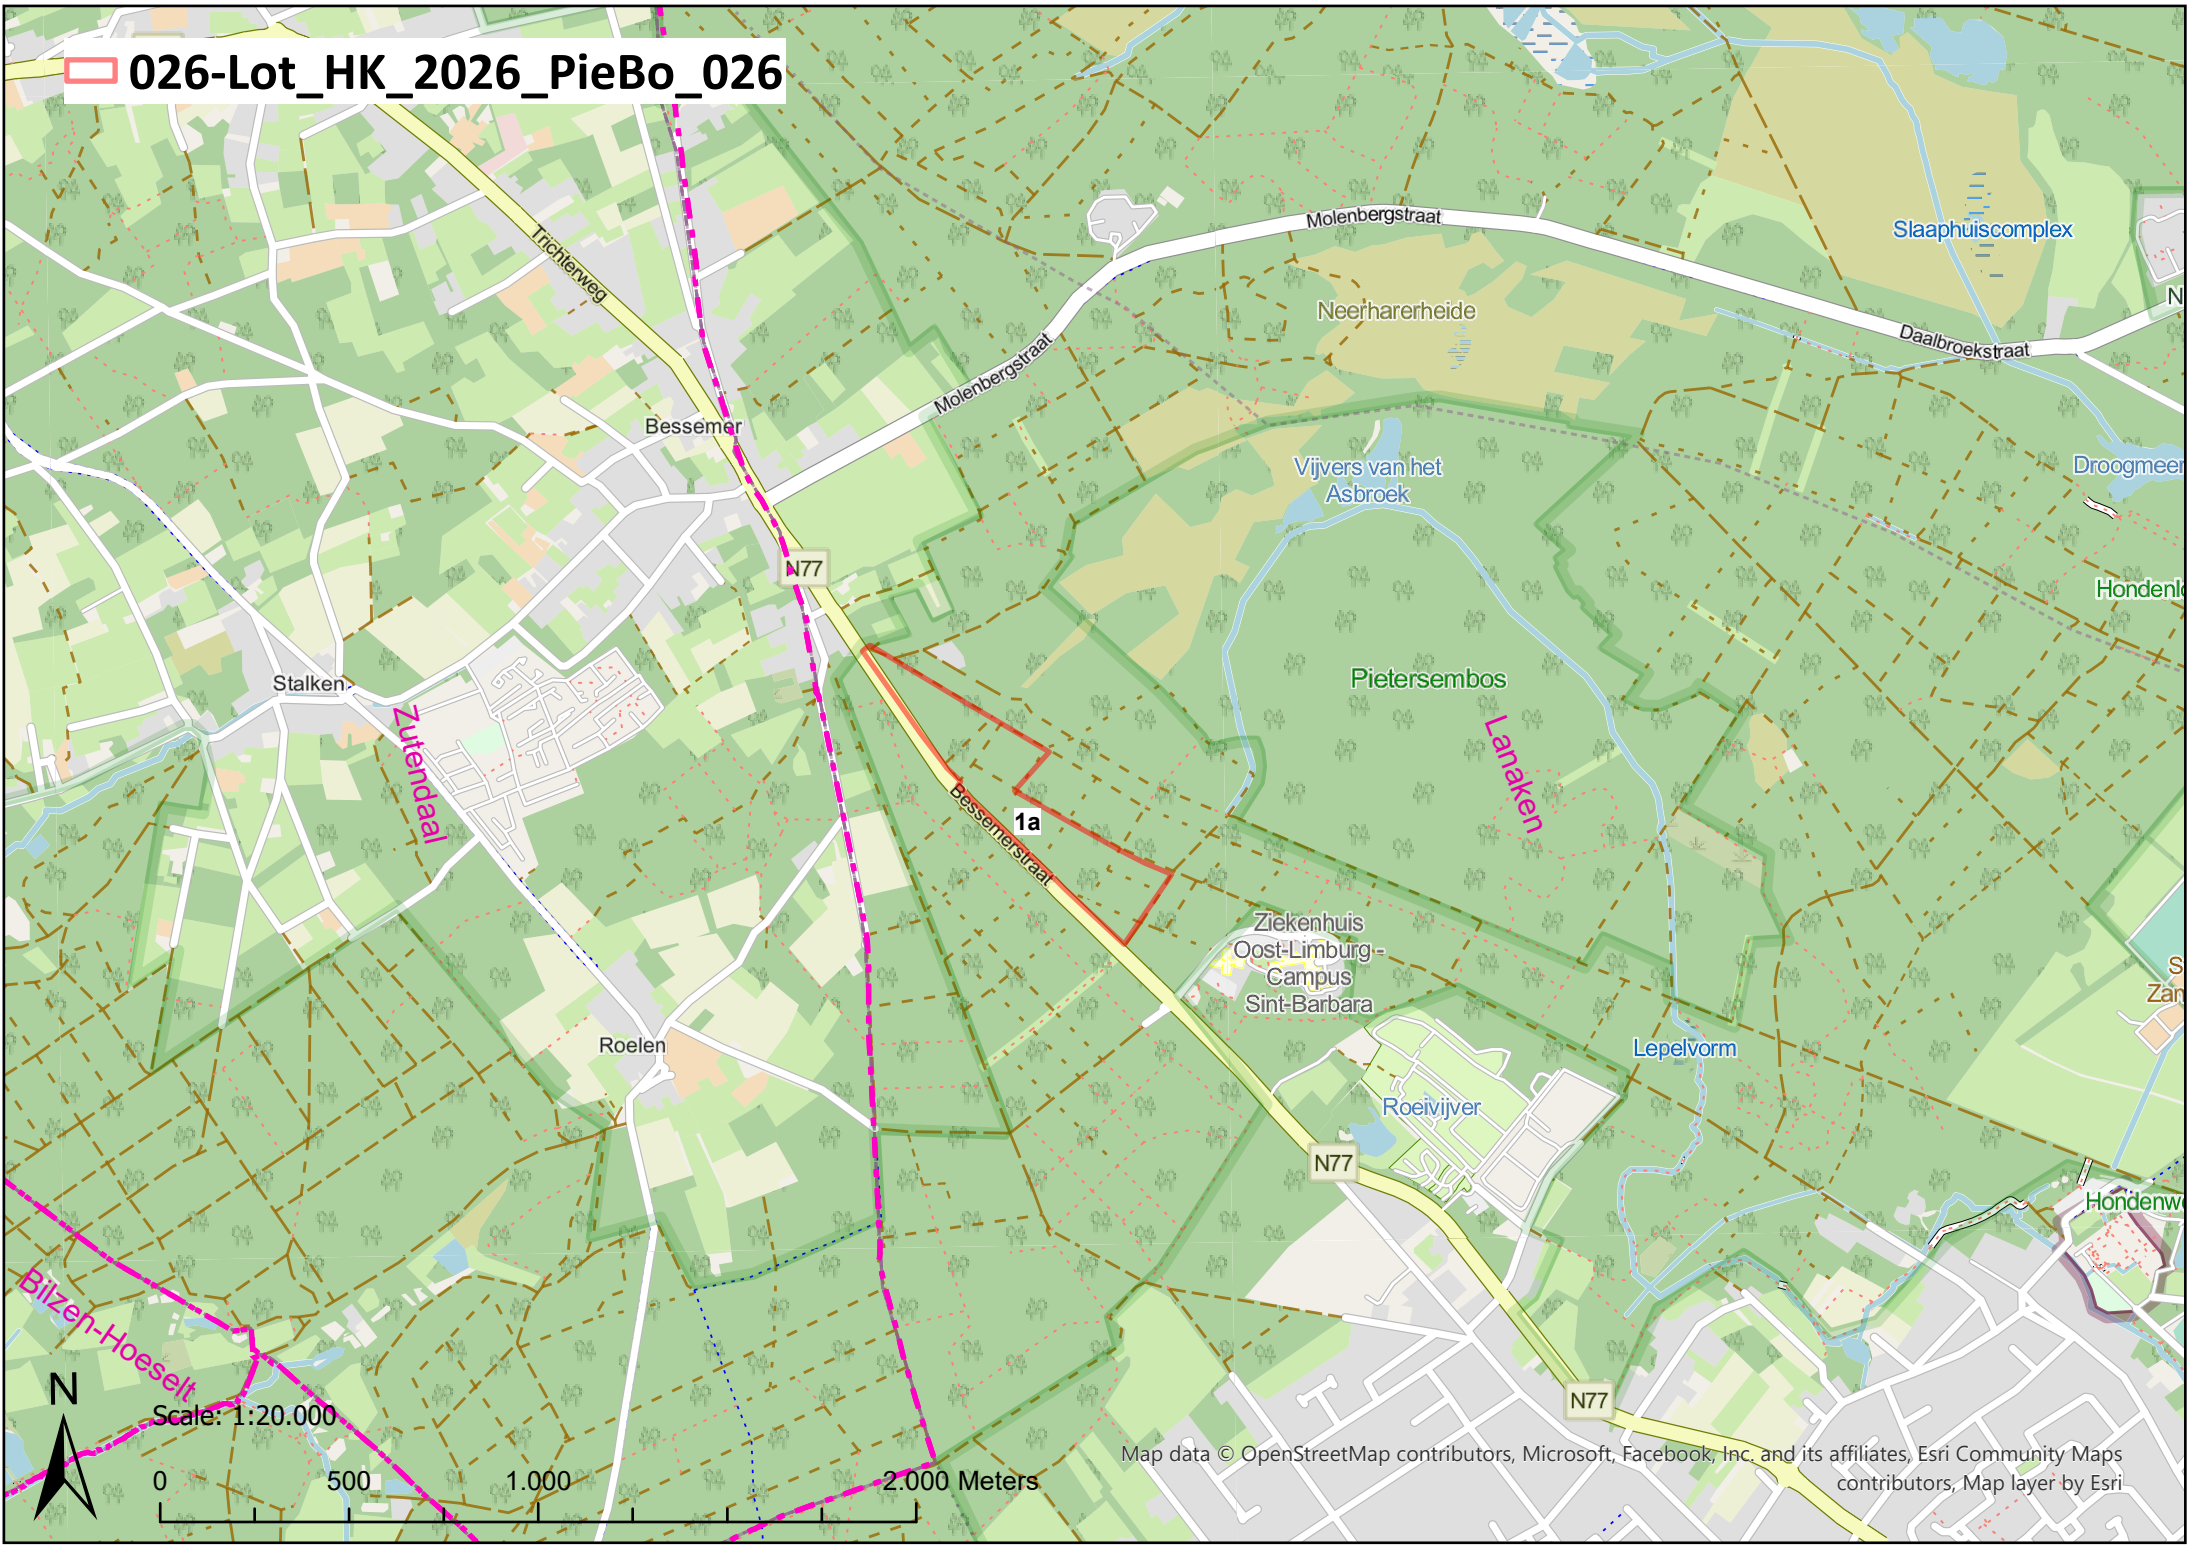 026-Lot_HK_2026_PieBo_026
Trichterweg
Molenbergstraat
Slaaphuiscomplex
Neerharerheide
N
Daalbroekstraat
Molenbergstraat
Bessemer
Vijvers van het
Asbroek
Droogmeer
N77
Hondenlo
Stalken
Pietersembos
Zutendaal
Lanaken
1a
Bessemerstraat
Ziekenhuis
Oost-Limburg -
Campus
Sint-Barbara
S
Zan
Roelen
Lepelvorm
Roeivijver
N77
Hondenwe
Bilzen-Hoeselt
N
Scale: 1:20.000
N77
0 500 1.000 2.000 Meters
Map data © OpenStreetMap contributors, Microsoft, Facebook, Inc. and its affiliates, Esri Community Maps
contributors, Map layer by Esri